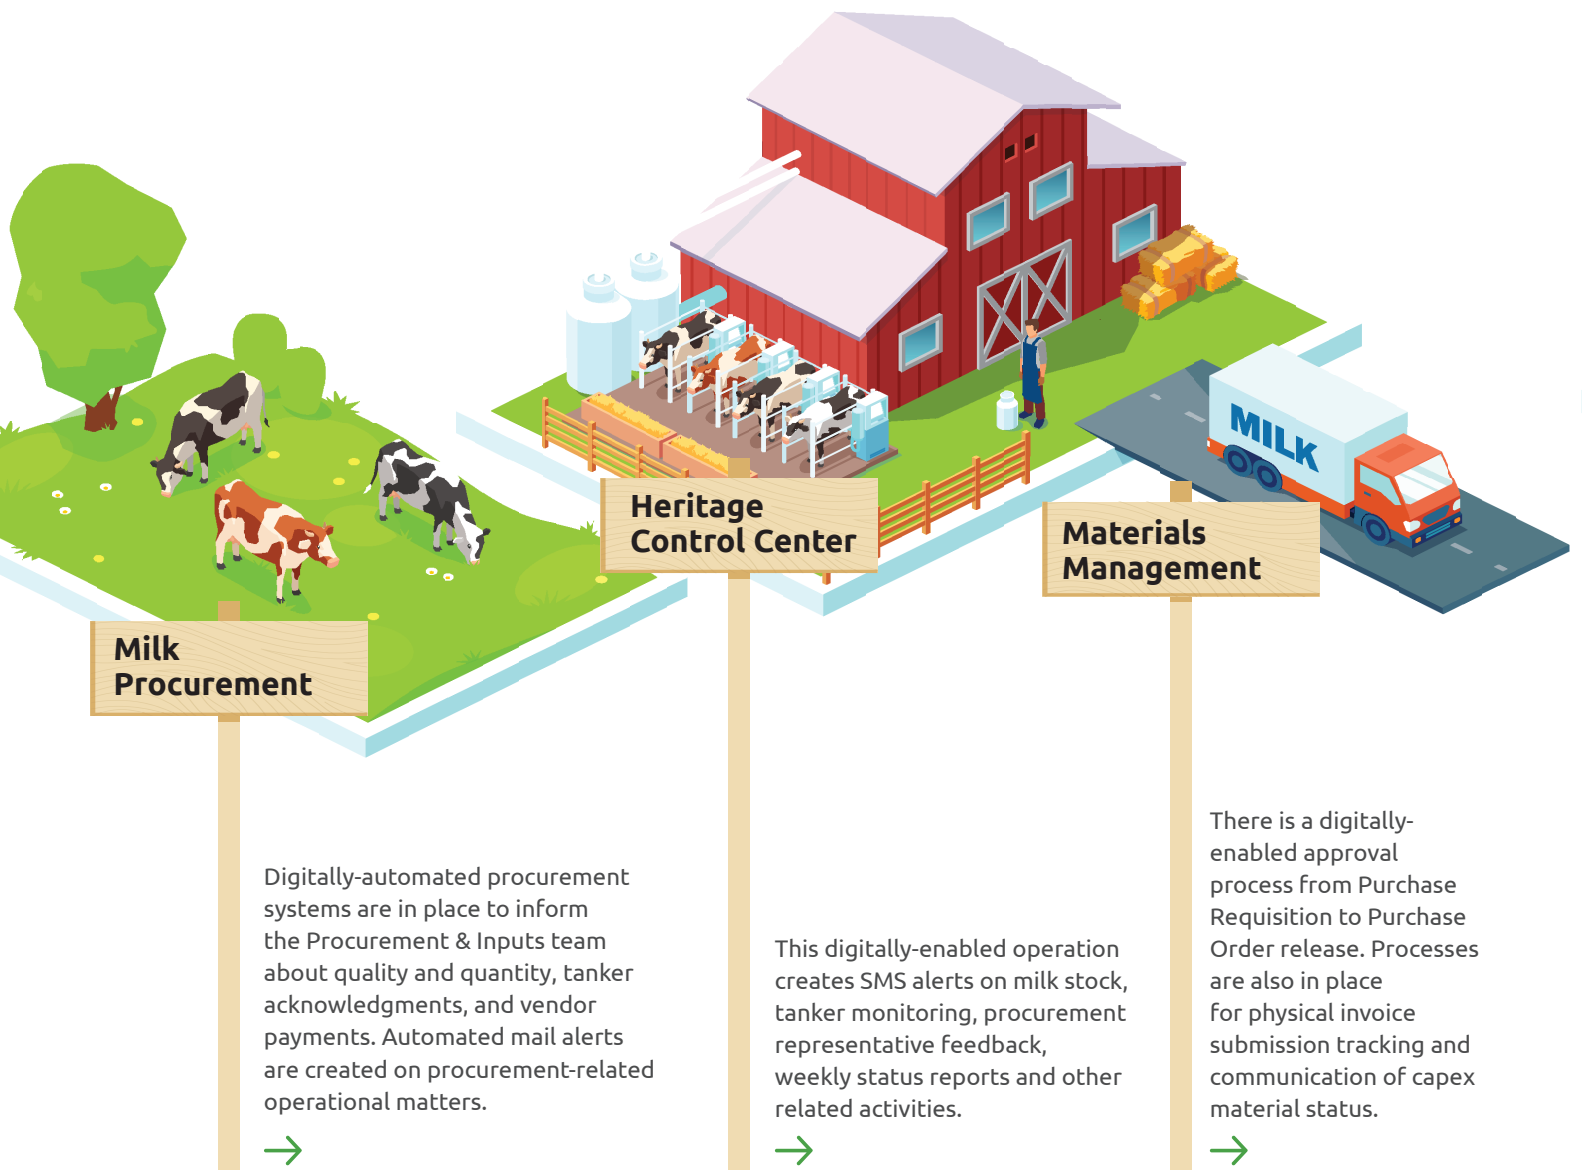 MILK
Milk
Procurement
Digitally-automated procurement
systems are in place to inform
the Procurement & Inputs team
about quality and quantity, tanker
acknowledgments, and vendor
payments. Automated mail alerts
are created on procurement-related
operational matters.
Heritage
Control Center
This digitally-enabled operation
creates SMS alerts on milk stock,
tanker monitoring, procurement
representative feedback,
weekly status reports and other
related activities.
Materials
Management
There is a digitally-
enabled approval
process from Purchase
Requisition to Purchase
Order release. Processes
are also in place
for physical invoice
submission tracking and
communication of capex
material status.